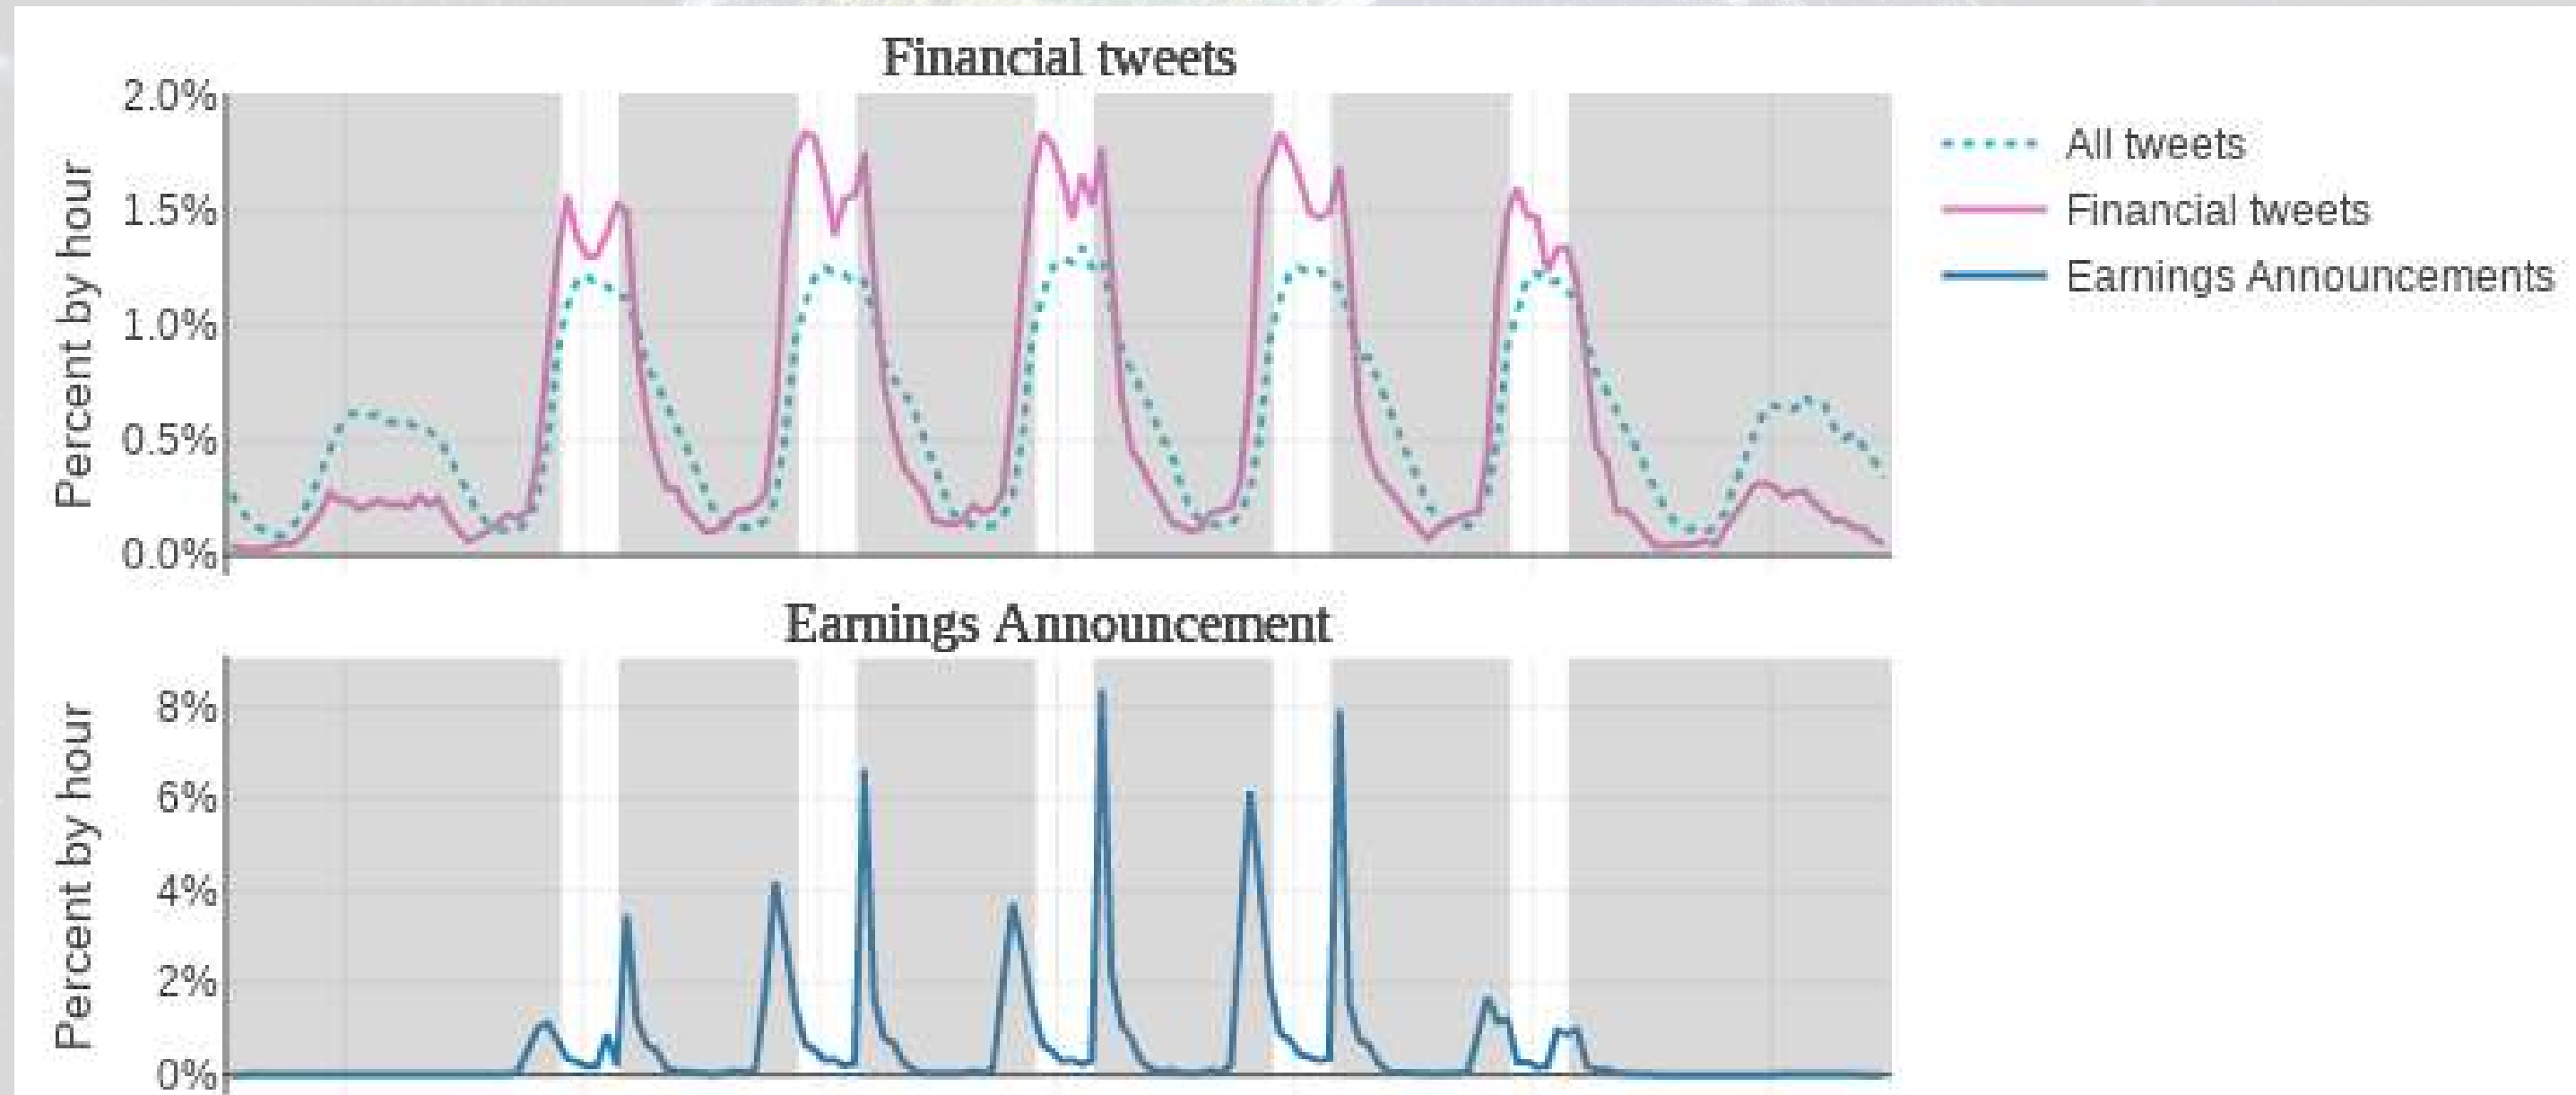 Financial tweets
2.0%
1.5%
1.0%
0.5%
0.0%
Percent by hour
All tweets
Financial tweets
Earnings Announcements
Earnings Announcement
8%
6%
4%
2%
0%
Percent by hour